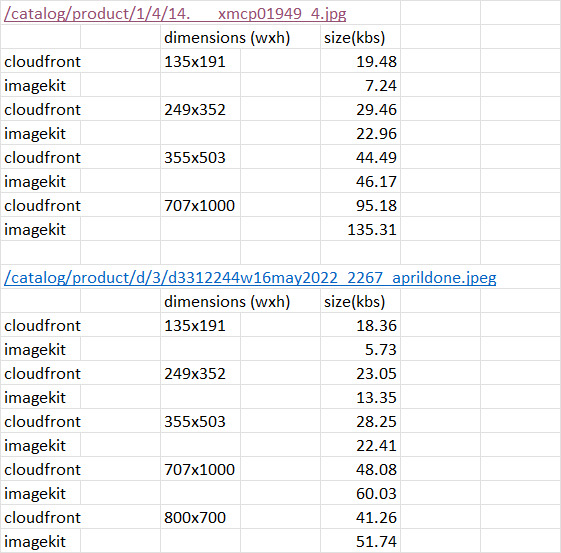 /catalog/product/1/4/14.___xmcp01949_4.jpg
dimensions (wxh) size(kbs)
cloudfront 135x191 19.48
imagekit 7.24
cloudfront 249x352 29.46
imagekit 22.96
cloudfront 355x503 44.49
imagekit 46.17
cloudfront 707x1000 95.18
imagekit 135.31
/catalog/product/d/3/d3312244w16may2022_2267_aprildone.jpeg
dimensions (wxh) size(kbs)
cloudfront 135x191 18.36
imagekit 5.73
cloudfront 249x352 23.05
imagekit 13.35
cloudfront 355x503 28.25
imagekit 22.41
cloudfront 707x1000 48.08
imagekit 60.03
cloudfront 800x700 41.26
imagekit 51.74